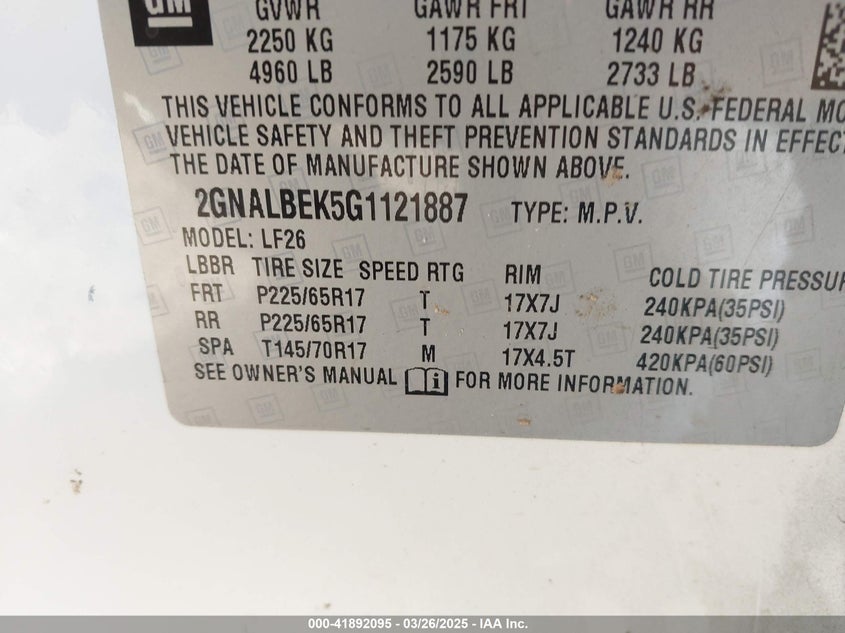 GM
GVWR GAWR FRT GAWR RR
2250 KG 1175 KG 1240 KG
4960 LB 2590 LB 2733 LB
THIS VEHICLE CONFORMS TO ALL APPLICABLE U.S. FEDERAL MO
VEHICLE SAFETY AND THEFT PREVENTION STANDARDS IN EFFECT
THE DATE OF MANUFACTURE SHOWN ABOVE.
2GNALBEK5G1121887 TYPE: M.P.V.
MODEL: LF26
LBBR TIRE SIZE SPEED RTG RIM COLD TIRE PRESSUR
FRT P225/65R17 T 17X7J 240KPA(35PSI)
RR P225/65R17 T 17X7J 240KPA(35PSI)
SPA T145/70R17 M 17X4.5T 420KPA(60PSI)
SEE OWNER'S MANUAL FOR MORE INFORMATION.
000-41892095 - 03/26/2025 - IAA Inc.